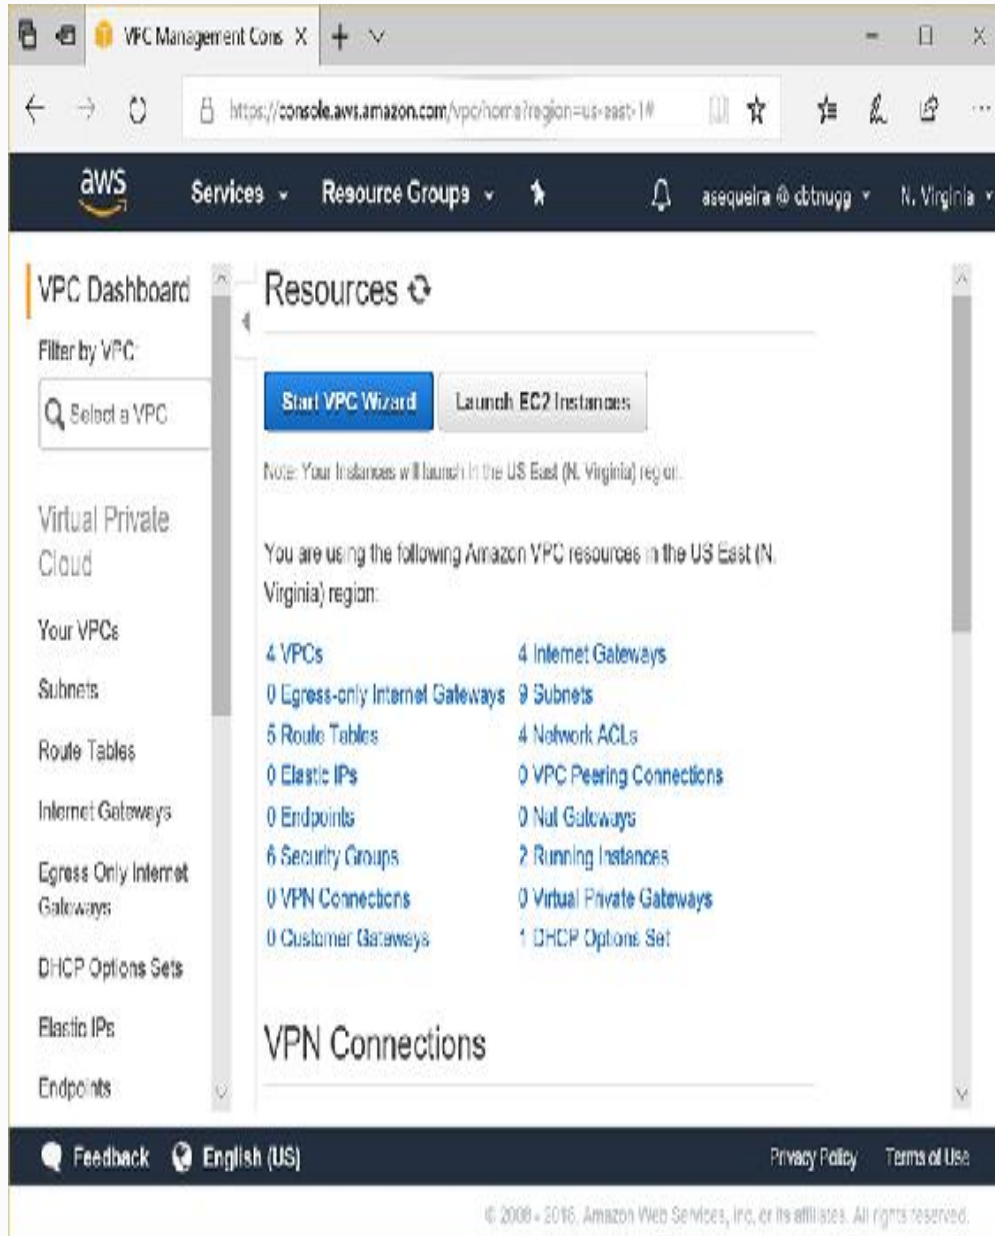 VPC Management Cons
https://console.aws.amazon.com/vpc/home?region=us-east-1#
aws Services Resource Groups asequeira @ cbtnugg N. Virginia
VPC Dashboard
Filter by VPC:
Select a VPC
Virtual Private
Cloud
Your VPCs
Subnets
Route Tables
Internet Gateways
Egress Only Internet
Gateways
DHCP Options Sets
Elastic IPs
Endpoints
Resources
Start VPC Wizard Launch EC2 Instances
Note: Your Instances will launch in the US East (N. Virginia) region.
You are using the following Amazon VPC resources in the US East (N.
Virginia) region:
4 VPCs 4 Internet Gateways
0 Egress-only Internet Gateways 9 Subnets
5 Route Tables 4 Network ACLs
0 Elastic IPs 0 VPC Peering Connections
0 Endpoints 0 Nat Gateways
6 Security Groups 2 Running Instances
0 VPN Connections 0 Virtual Private Gateways
0 Customer Gateways 1 DHCP Options Set
VPN Connections
Feedback English (US) Privacy Policy Terms of Use
© 2008 - 2018, Amazon Web Services, Inc. or its affiliates. All rights reserved.